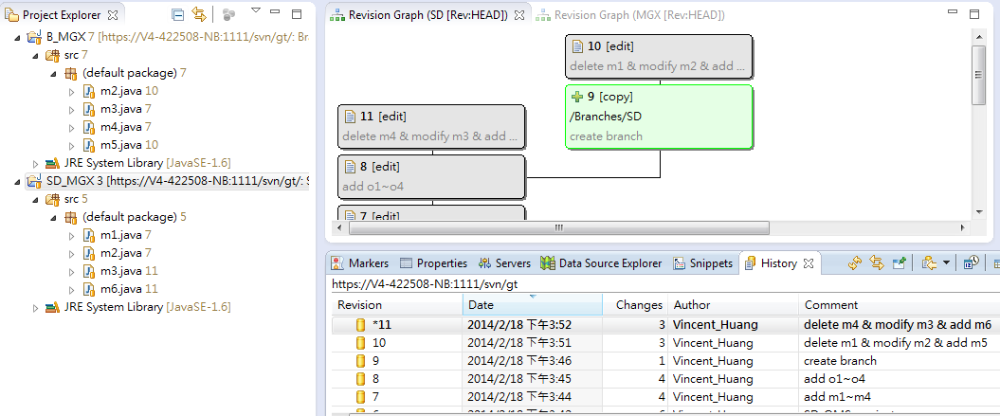 Project Explorer
B_MGX 7 [https://V4-422508-NB:1111/svn/gt/: Br
src 7
(default package) 7
m2.java 10
m3.java 7
m4.java 7
m5.java 10
JRE System Library [JavaSE-1.6]
SD_MGX 3 [https://V4-422508-NB:1111/svn/gt/: S
src 5
(default package) 5
m1.java 7
m2.java 7
m3.java 11
m6.java 11
JRE System Library [JavaSE-1.6]
Revision Graph (SD [Rev:HEAD]) Revision Graph (MGX [Rev:HEAD])
10 [edit]
delete m1 & modify m2 & add ...
9 [copy]
/Branches/SD
create branch
11 [edit]
delete m4 & modify m3 & add ...
8 [edit]
add o1~o4
7 [edit]
Markers Properties Servers Data Source Explorer Snippets History
https://V4-422508-NB:1111/svn/gt
Revision Date Changes Author Comment
*11 2014/2/18 下午3:52 3 Vincent_Huang delete m4 & modify m3 & add m6
10 2014/2/18 下午3:51 3 Vincent_Huang delete m1 & modify m2 & add m5
9 2014/2/18 下午3:46 1 Vincent_Huang create branch
8 2014/2/18 下午3:45 4 Vincent_Huang add o1~o4
7 2014/2/18 下午3:44 4 Vincent_Huang add m1~m4